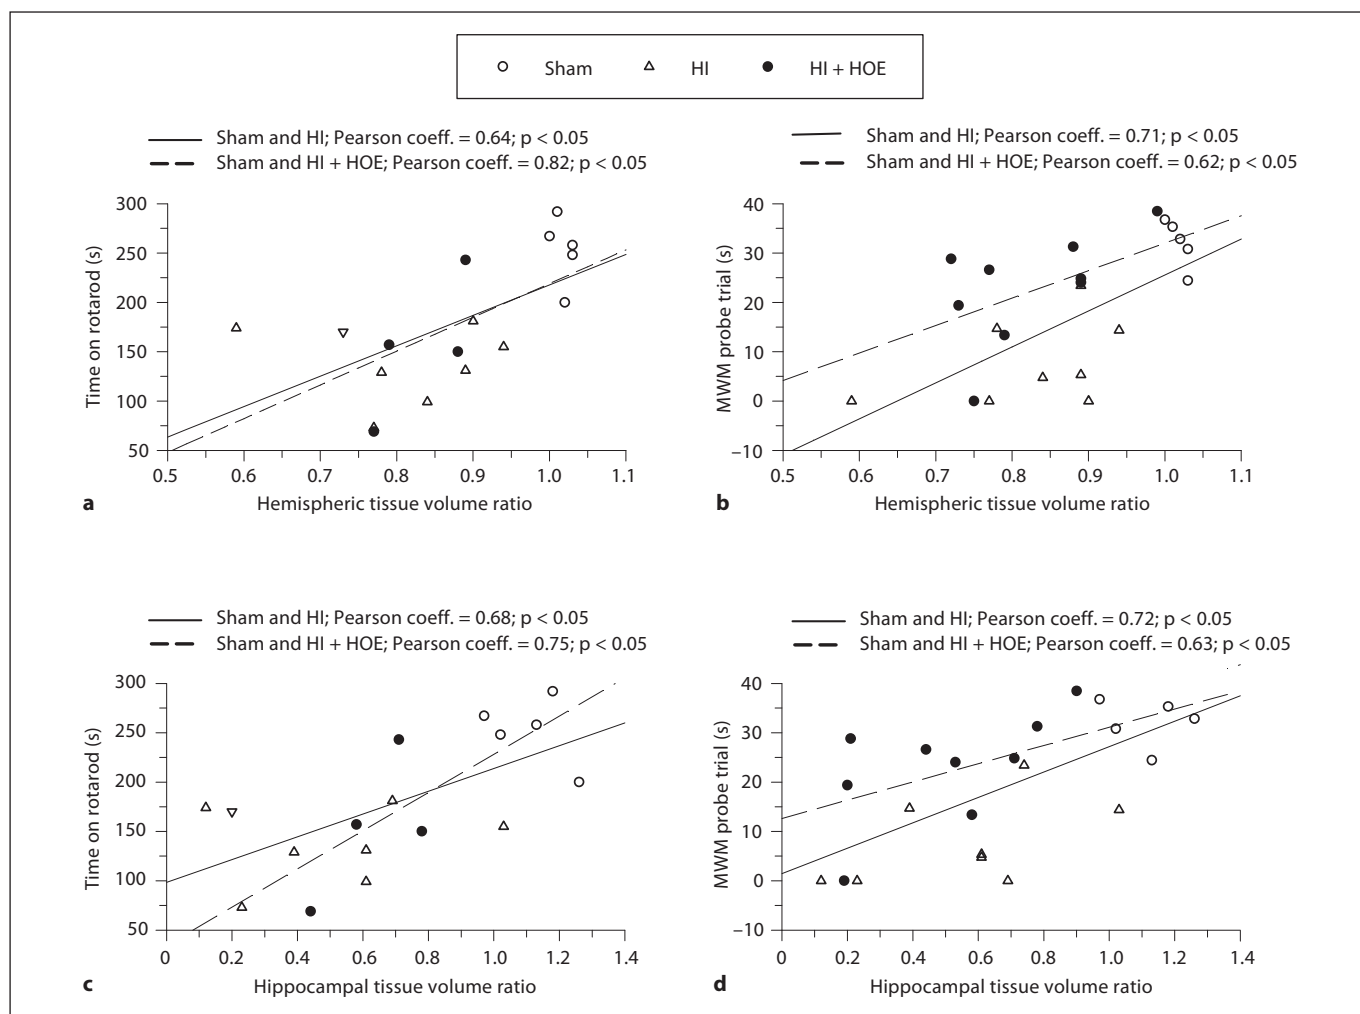 Sham HI HI + HOE
Sham and HI; Pearson coeff. = 0.64; p < 0.05
Sham and HI + HOE; Pearson coeff. = 0.82; p < 0.05
300
250
200
150
100
50
Time on rotarod (s)
0.5 0.6 0.7 0.8 0.9 1.0 1.1
Hemispheric tissue volume ratio
a
Sham and HI; Pearson coeff. = 0.71; p < 0.05
Sham and HI + HOE; Pearson coeff. = 0.62; p < 0.05
40
30
20
10
0
–10
MWM probe trial (s)
0.5 0.6 0.7 0.8 0.9 1.0 1.1
Hemispheric tissue volume ratio
b
Sham and HI; Pearson coeff. = 0.68; p < 0.05
Sham and HI + HOE; Pearson coeff. = 0.75; p < 0.05
300
250
200
150
100
50
Time on rotarod (s)
0 0.2 0.4 0.6 0.8 1.0 1.2 1.4
Hippocampal tissue volume ratio
c
Sham and HI; Pearson coeff. = 0.72; p < 0.05
Sham and HI + HOE; Pearson coeff. = 0.63; p < 0.05
40
30
20
10
0
–10
MWM probe trial (s)
0 0.2 0.4 0.6 0.8 1.0 1.2 1.4
Hippocampal tissue volume ratio
d